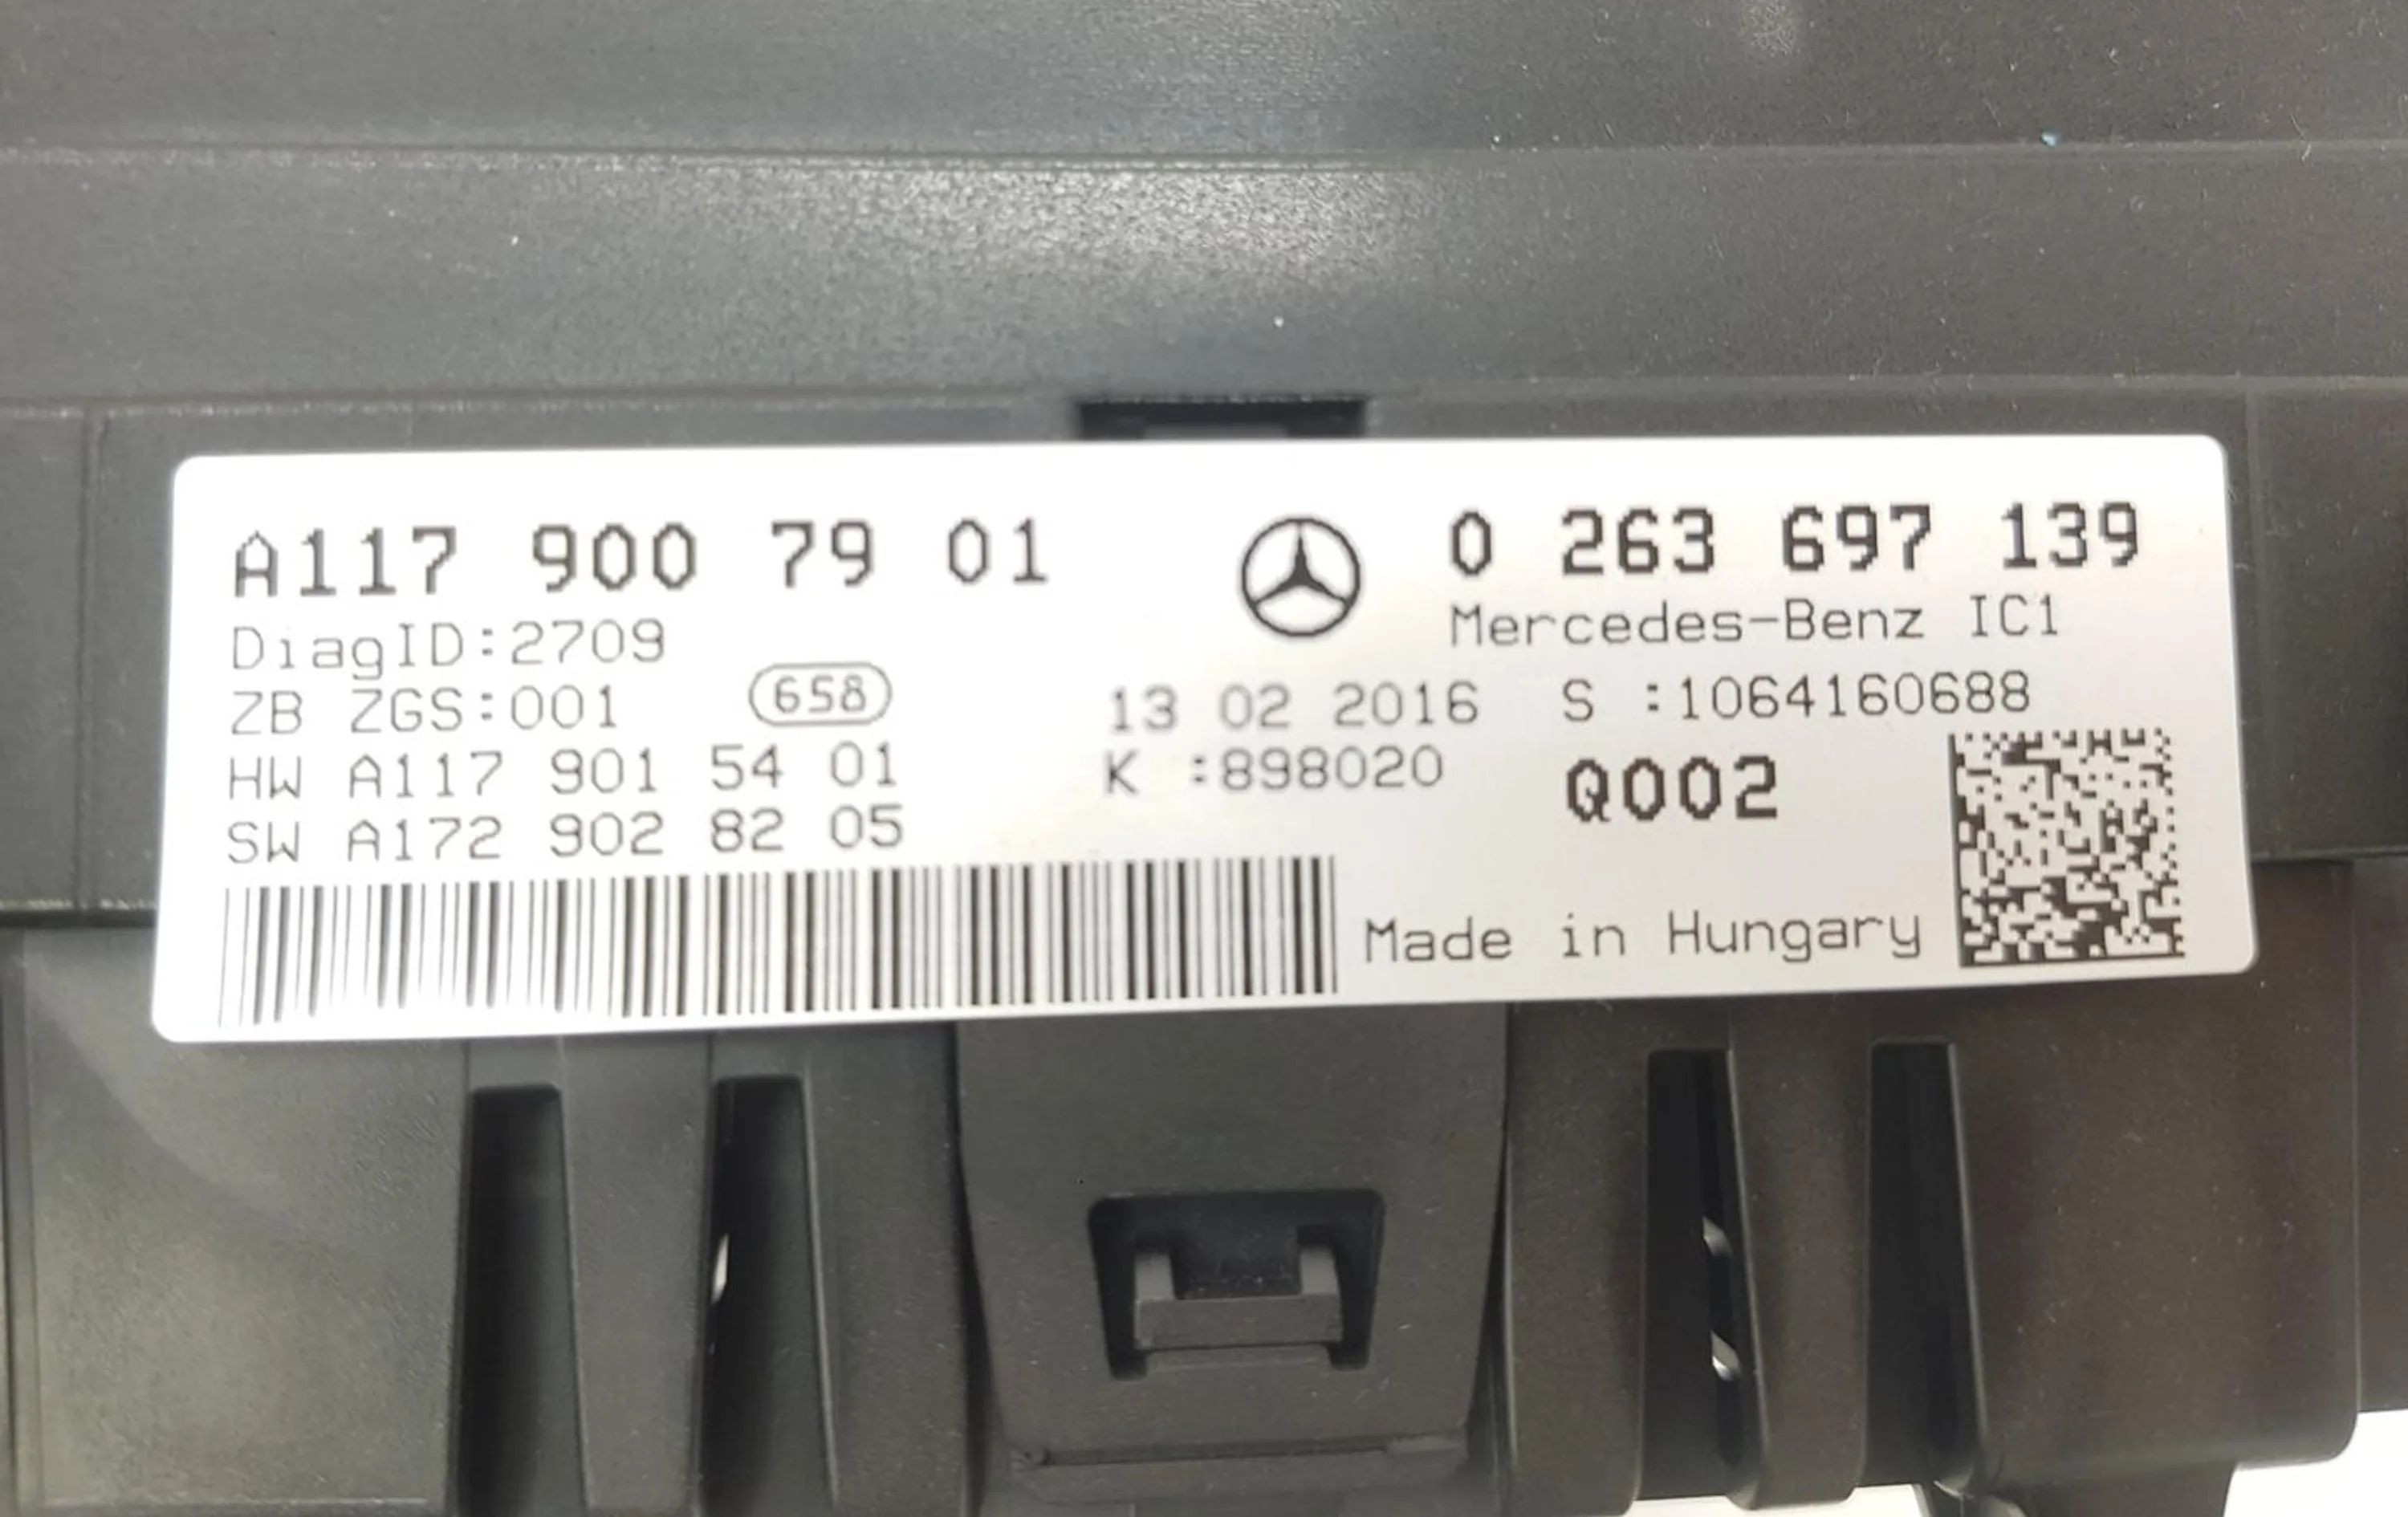 A117 900 79 01
DiagID:2709
ZB ZGS:001 658
HW A117 901 54 01
SW A172 902 82 05
0 263 697 139
Mercedes-Benz IC1
13 02 2016 S :1064160688
K :898020 Q002
Made in Hungary